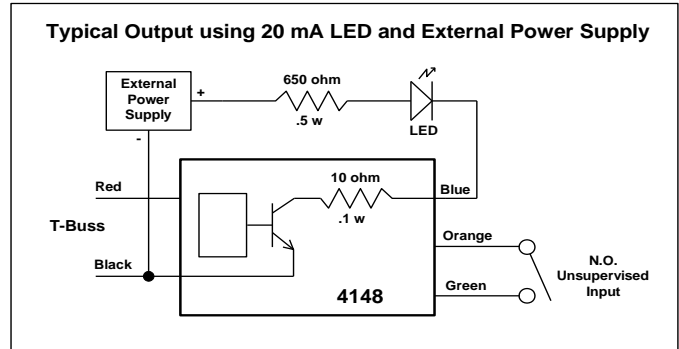 Typical Output using 20 mA LED and External Power Supply
External
Power
Supply
+
-
650 ohm
.5 w
LED
Red
T-Buss
Black
10 ohm
.1 w
Blue
Orange
Green
4148
N.O.
Unsupervised
Input